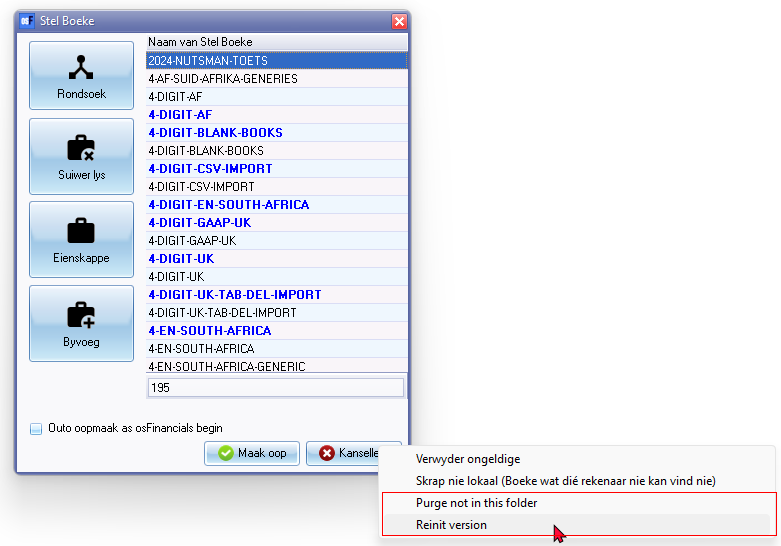 osF Stel Boeke
Rondsoek
Suiwer lys
Eienskappe
Byvoeg
Naam van Stel Boeke
2024-NUTSMAN-TOETS
4-AF-SUID-AFRIKA-GENERIES
4-DIGIT-AF
4-DIGIT-AF
4-DIGIT-BLANK-BOOKS
4-DIGIT-BLANK-BOOKS
4-DIGIT-CSV-IMPORT
4-DIGIT-CSV-IMPORT
4-DIGIT-EN-SOUTH-AFRICA
4-DIGIT-GAAP-UK
4-DIGIT-GAAP-UK
4-DIGIT-UK
4-DIGIT-UK
4-DIGIT-UK-TAB-DEL-IMPORT
4-DIGIT-UK-TAB-DEL-IMPORT
4-EN-SOUTH-AFRICA
4-EN-SOUTH-AFRICA
4-EN-SOUTH-AFRICA-GENERIC
195
Outo oopmaak as osFinancials begin
Maak oop
Kanselle
Verwyder ongeldige
Skrap nie lokaal (Boeke wat dié rekenaar nie kan vind nie)
Purge not in this folder
Reinit version